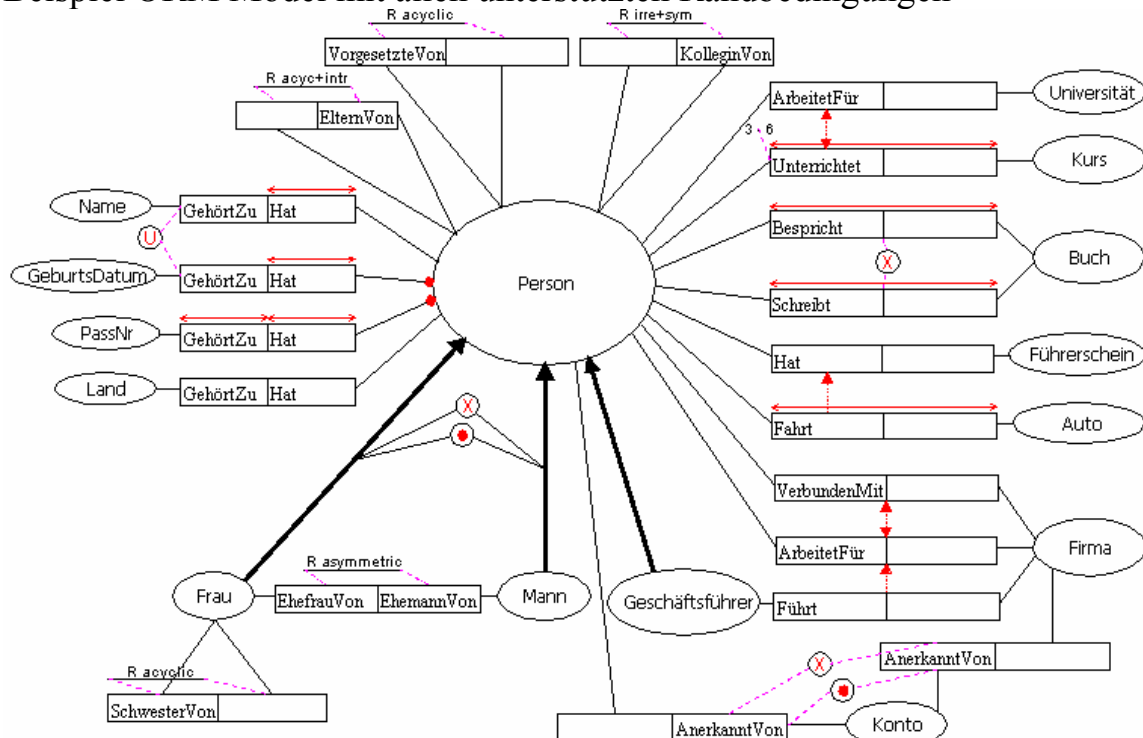 Beispiel ORM Model mit allen unterstützten Randbedingungen
R acyclic
R irre+sym
VorgesetzteVon
KolleginVon
R acyc+intr
ElternVon
ArbeitetFür
Universität
3 - 6
Unterrichtet
Kurs
Name
GehörtZu Hat
U
Bespricht
GeburtsDatum
GehörtZu Hat
Person
X
Buch
Schreibt
PassNr
GehörtZu Hat
Hat
Führerschein
Land
GehörtZu Hat
X
Fahrt
Auto
VerbundenMit
R asymmetric
ArbeitetFür
Firma
Frau
EhefrauVon EhemannVon
Mann
Geschäftsführer
Führt
R acyclic
X
AnerkanntVon
SchwesterVon
AnerkanntVon
Konto